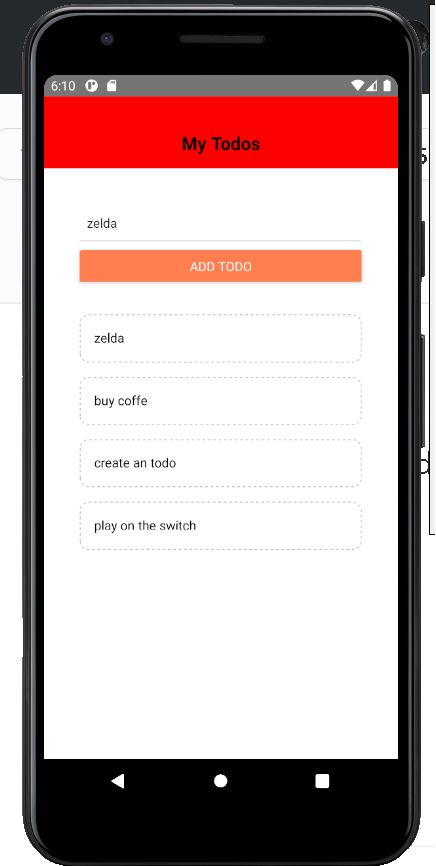 6:10
My Todos
zelda
ADD TODO
zelda
buy coffe
create an todo
play on the switch